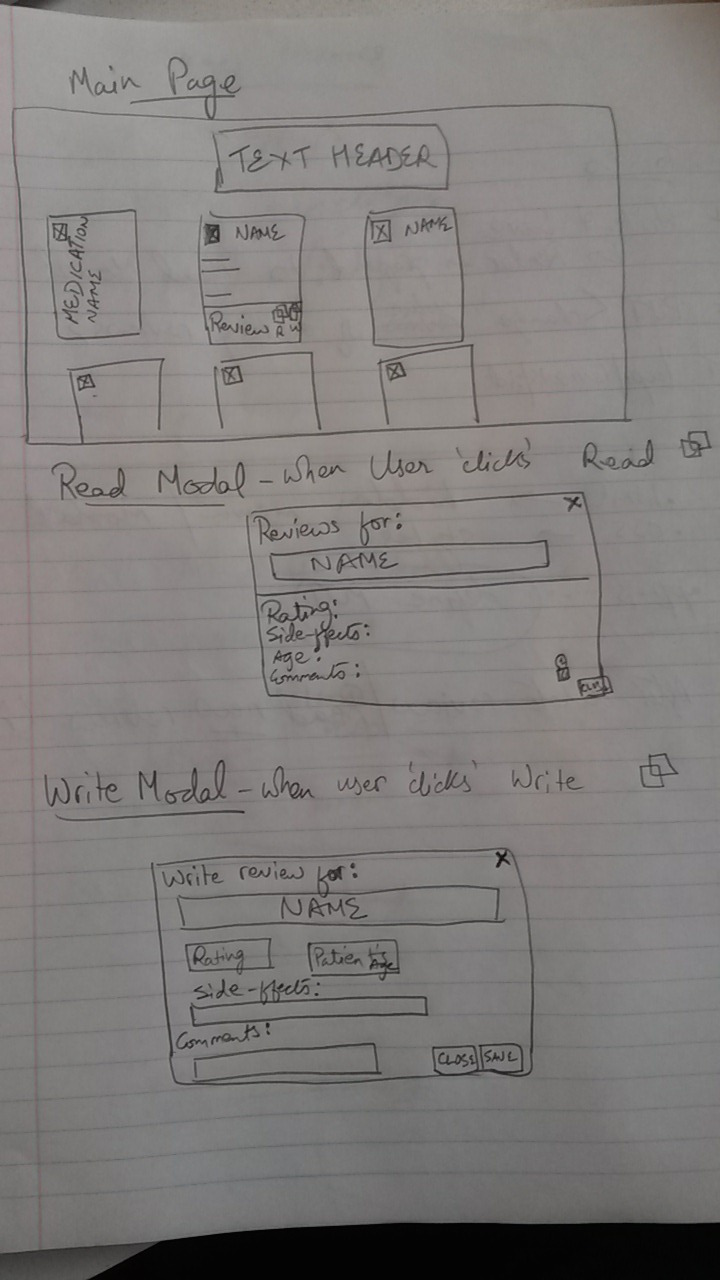 Main Page
TEXT HEADER
MEDICATION
NAME
NAME
Review R W
NAME
Read Modal - when User 'clicks' Read
X
Reviews for:
NAME
Rating:
Side-effects:
Age:
Comments:
CLOSE
Write Modal - when user 'clicks' Write
X
Write review for:
NAME
Rating
Patient's
Age
Side-effects:
Comments:
CLOSE SAVE